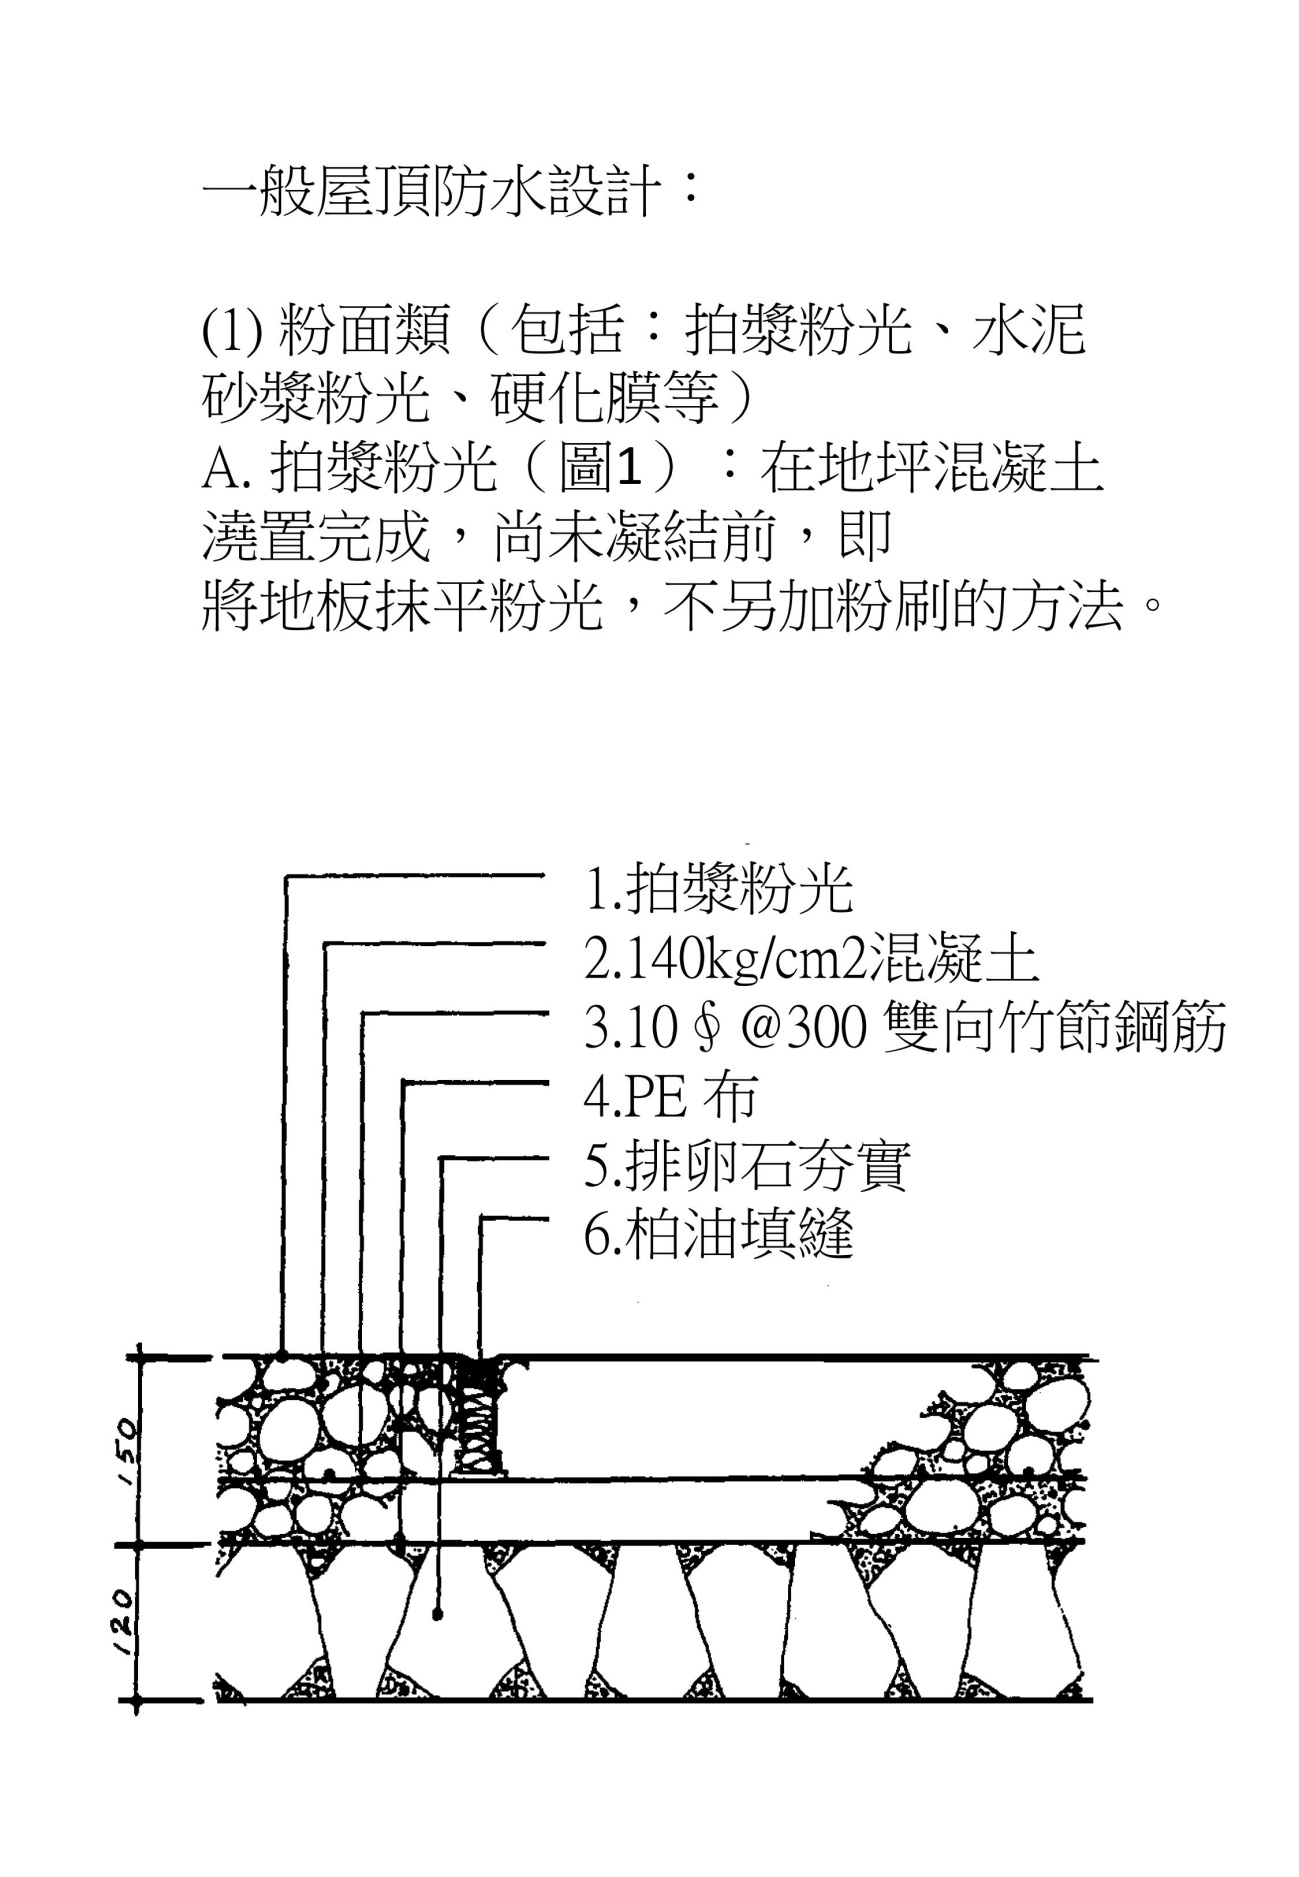 一般屋頂防水設計：
(1) 粉面類（包括：拍漿粉光、水泥
砂漿粉光、硬化膜等）
A. 拍漿粉光（圖1）：在地坪混凝土
澆置完成，尚未凝結前，即
將地板抹平粉光，不另加粉刷的方法。
1.拍漿粉光
2.140kg/cm2混凝土
3.10∮@300 雙向竹節鋼筋
4.PE 布
5.排卵石夯實
6.柏油填縫
150
120